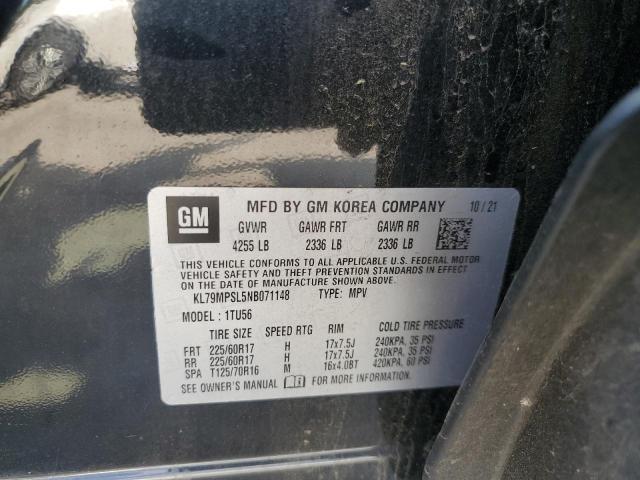 GM
MFD BY GM KOREA COMPANY 10/21
GVWR GAWR FRT GAWR RR
4255 LB 2336 LB 2336 LB
THIS VEHICLE CONFORMS TO ALL APPLICABLE U.S. FEDERAL MOTOR
VEHICLE SAFETY AND THEFT PREVENTION STANDARDS
IN EFFECT ON THE DATE OF MANUFACTURE SHOWN ABOVE.
KL79MPSL5NB071148 TYPE: MPV
MODEL : 1TU56
TIRE SIZE SPEED RTG RIM COLD TIRE PRESSURE
FRT 225/60R17 H 17x7.5J 240KPA, 35 PSI
RR 225/60R17 H 17x7.5J 240KPA, 35 PSI
SPA T125/70R16 M 16x4.0BT 420KPA, 60 PSI
SEE OWNER'S MANUAL FOR MORE INFORMATION.